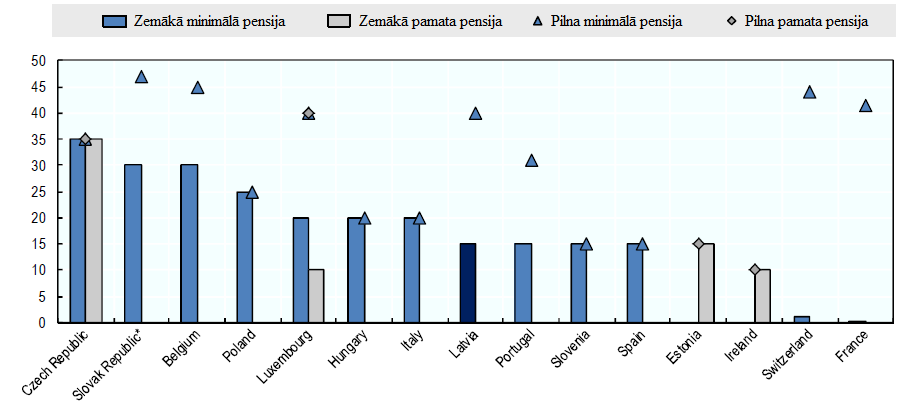 Zemākā minimālā pensija Zemākā pamata pensija Pilna minimālā pensija Pilna pamata pensija
50
45
40
35
30
25
20
15
10
5
0
Czech Republic
Slovak Republic*
Belgium
Poland
Luxembourg
Hungary
Italy
Latvia
Portugal
Slovenia
Spain
Estonia
Ireland
Switzerland
France